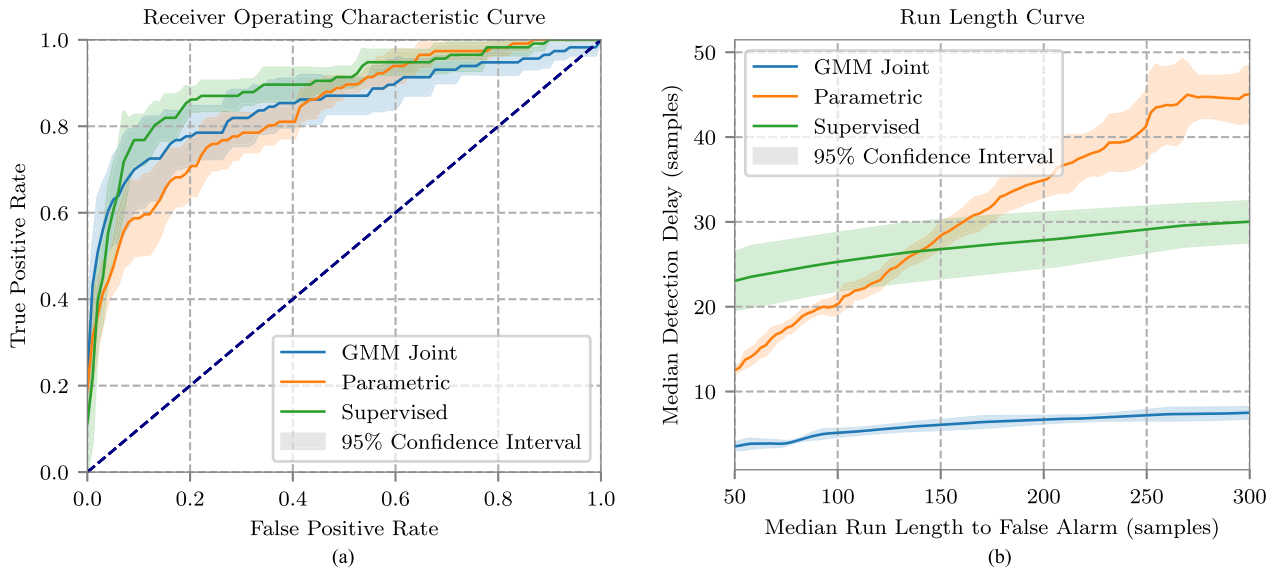 Receiver Operating Characteristic Curve
1.0
0.8
0.6
0.4
0.2
0.0
True Positive Rate
GMM Joint
Parametric
Supervised
95% Confidence Interval
0.0 0.2 0.4 0.6 0.8 1.0
False Positive Rate
(a)
Run Length Curve
50
40
30
20
10
Median Detection Delay (samples)
GMM Joint
Parametric
Supervised
95% Confidence Interval
50 100 150 200 250 300
Median Run Length to False Alarm (samples)
(b)